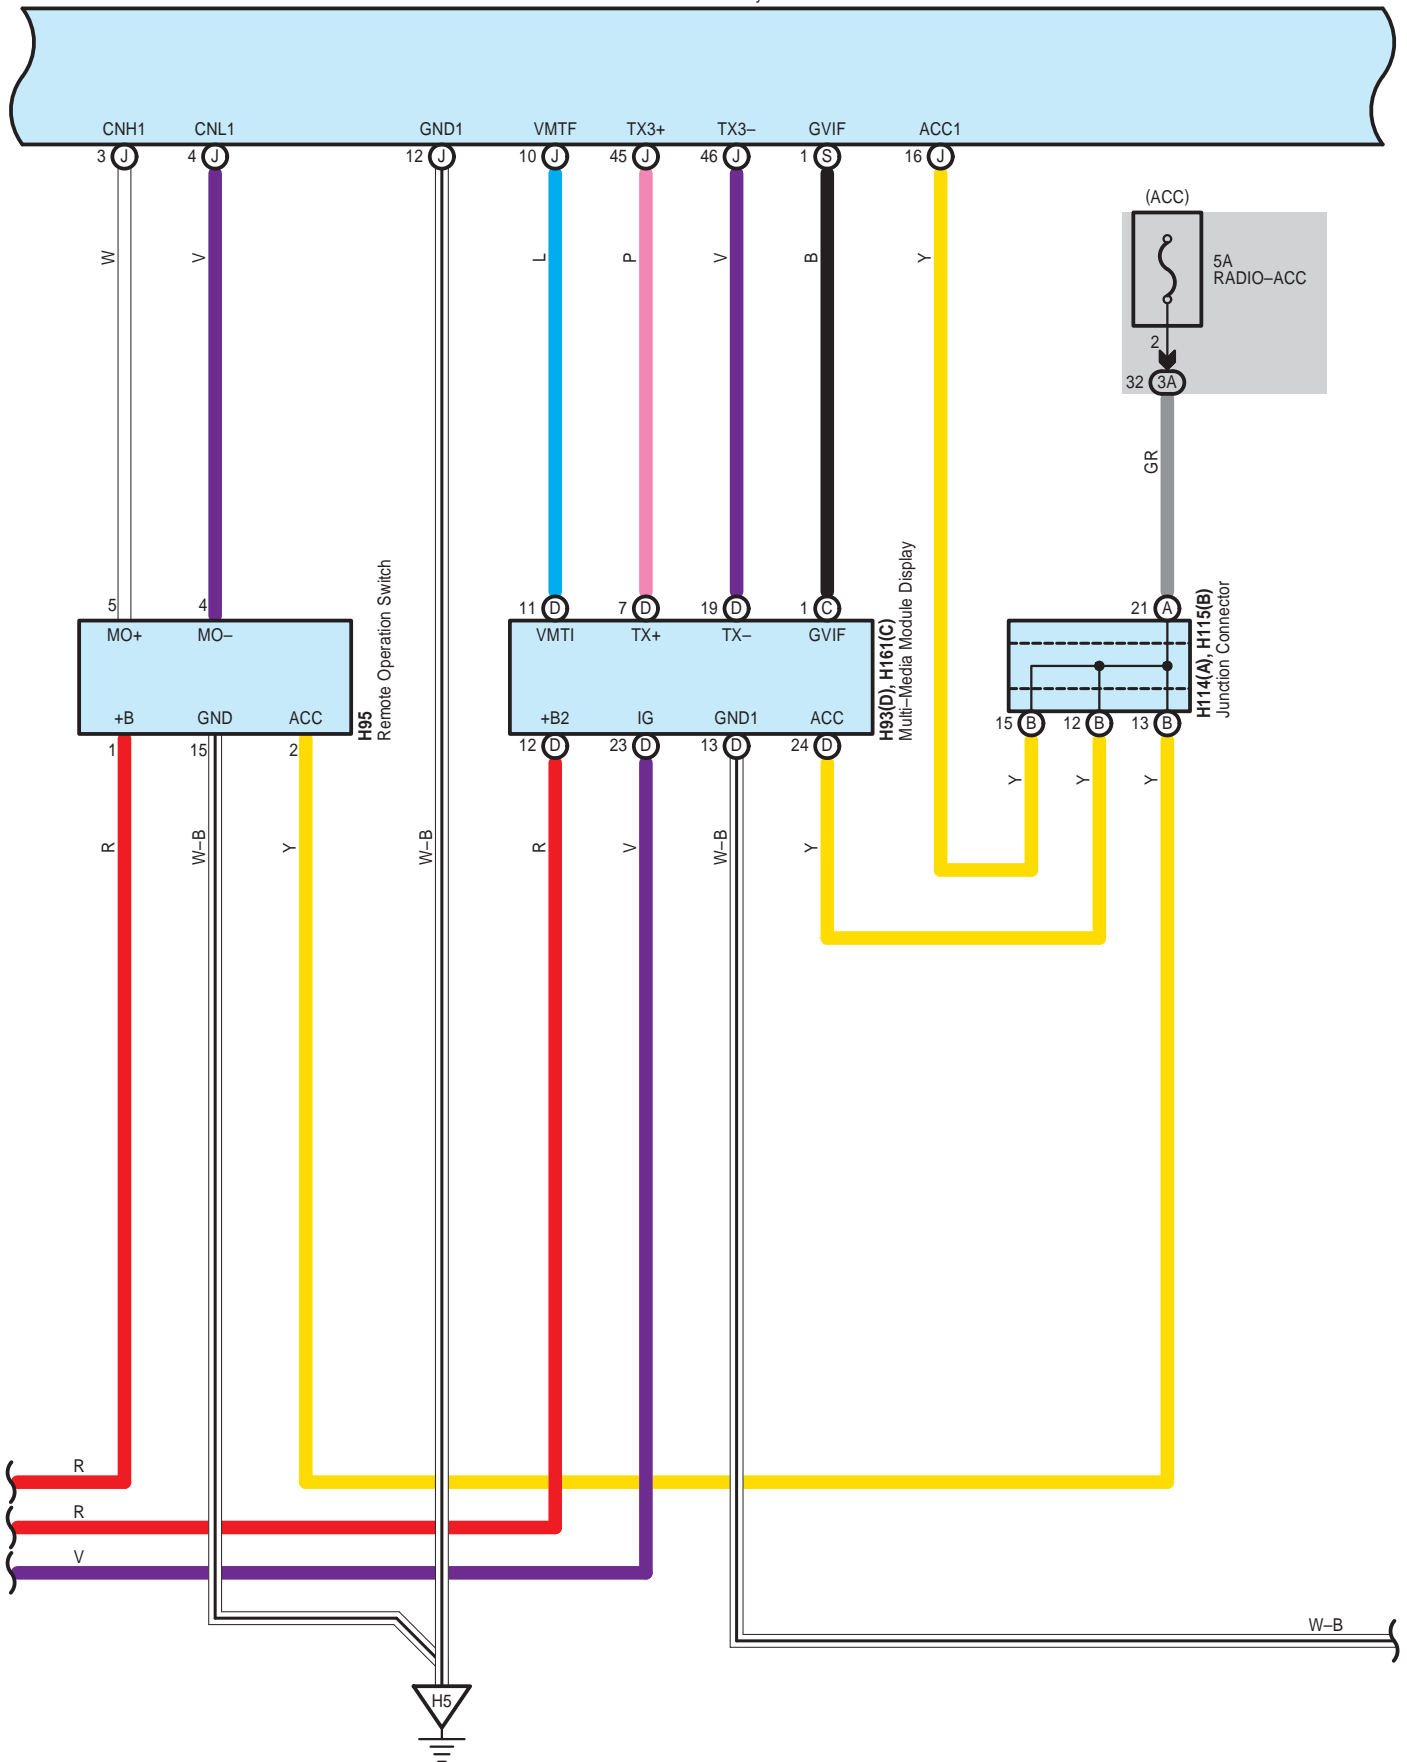 CNH1 CNL1 GND1 VMTF TX3+ TX3– GVIF ACC1
3 J 4 J 12 J 10 J 45 J 46 J 1 S 16 J
(ACC)
5A
RADIO–ACC
2
32 3A
W V L P V B Y
GR
5 4
MO+ MO–
+B GND ACC
1 15 2
H95
Remote Operation Switch
11 D 7 D 19 D 1 C
VMTI TX+ TX– GVIF
+B2 IG GND1 ACC
12 D 23 D 13 D 24 D
H93(D), H161(C)
Multi–Media Module Display
21 A
15 B 12 B 13 B
H114(A), H115(B)
Junction Connector
Y Y Y
R W–B Y W–B R V W–B Y
R
R
V
W–B
H5